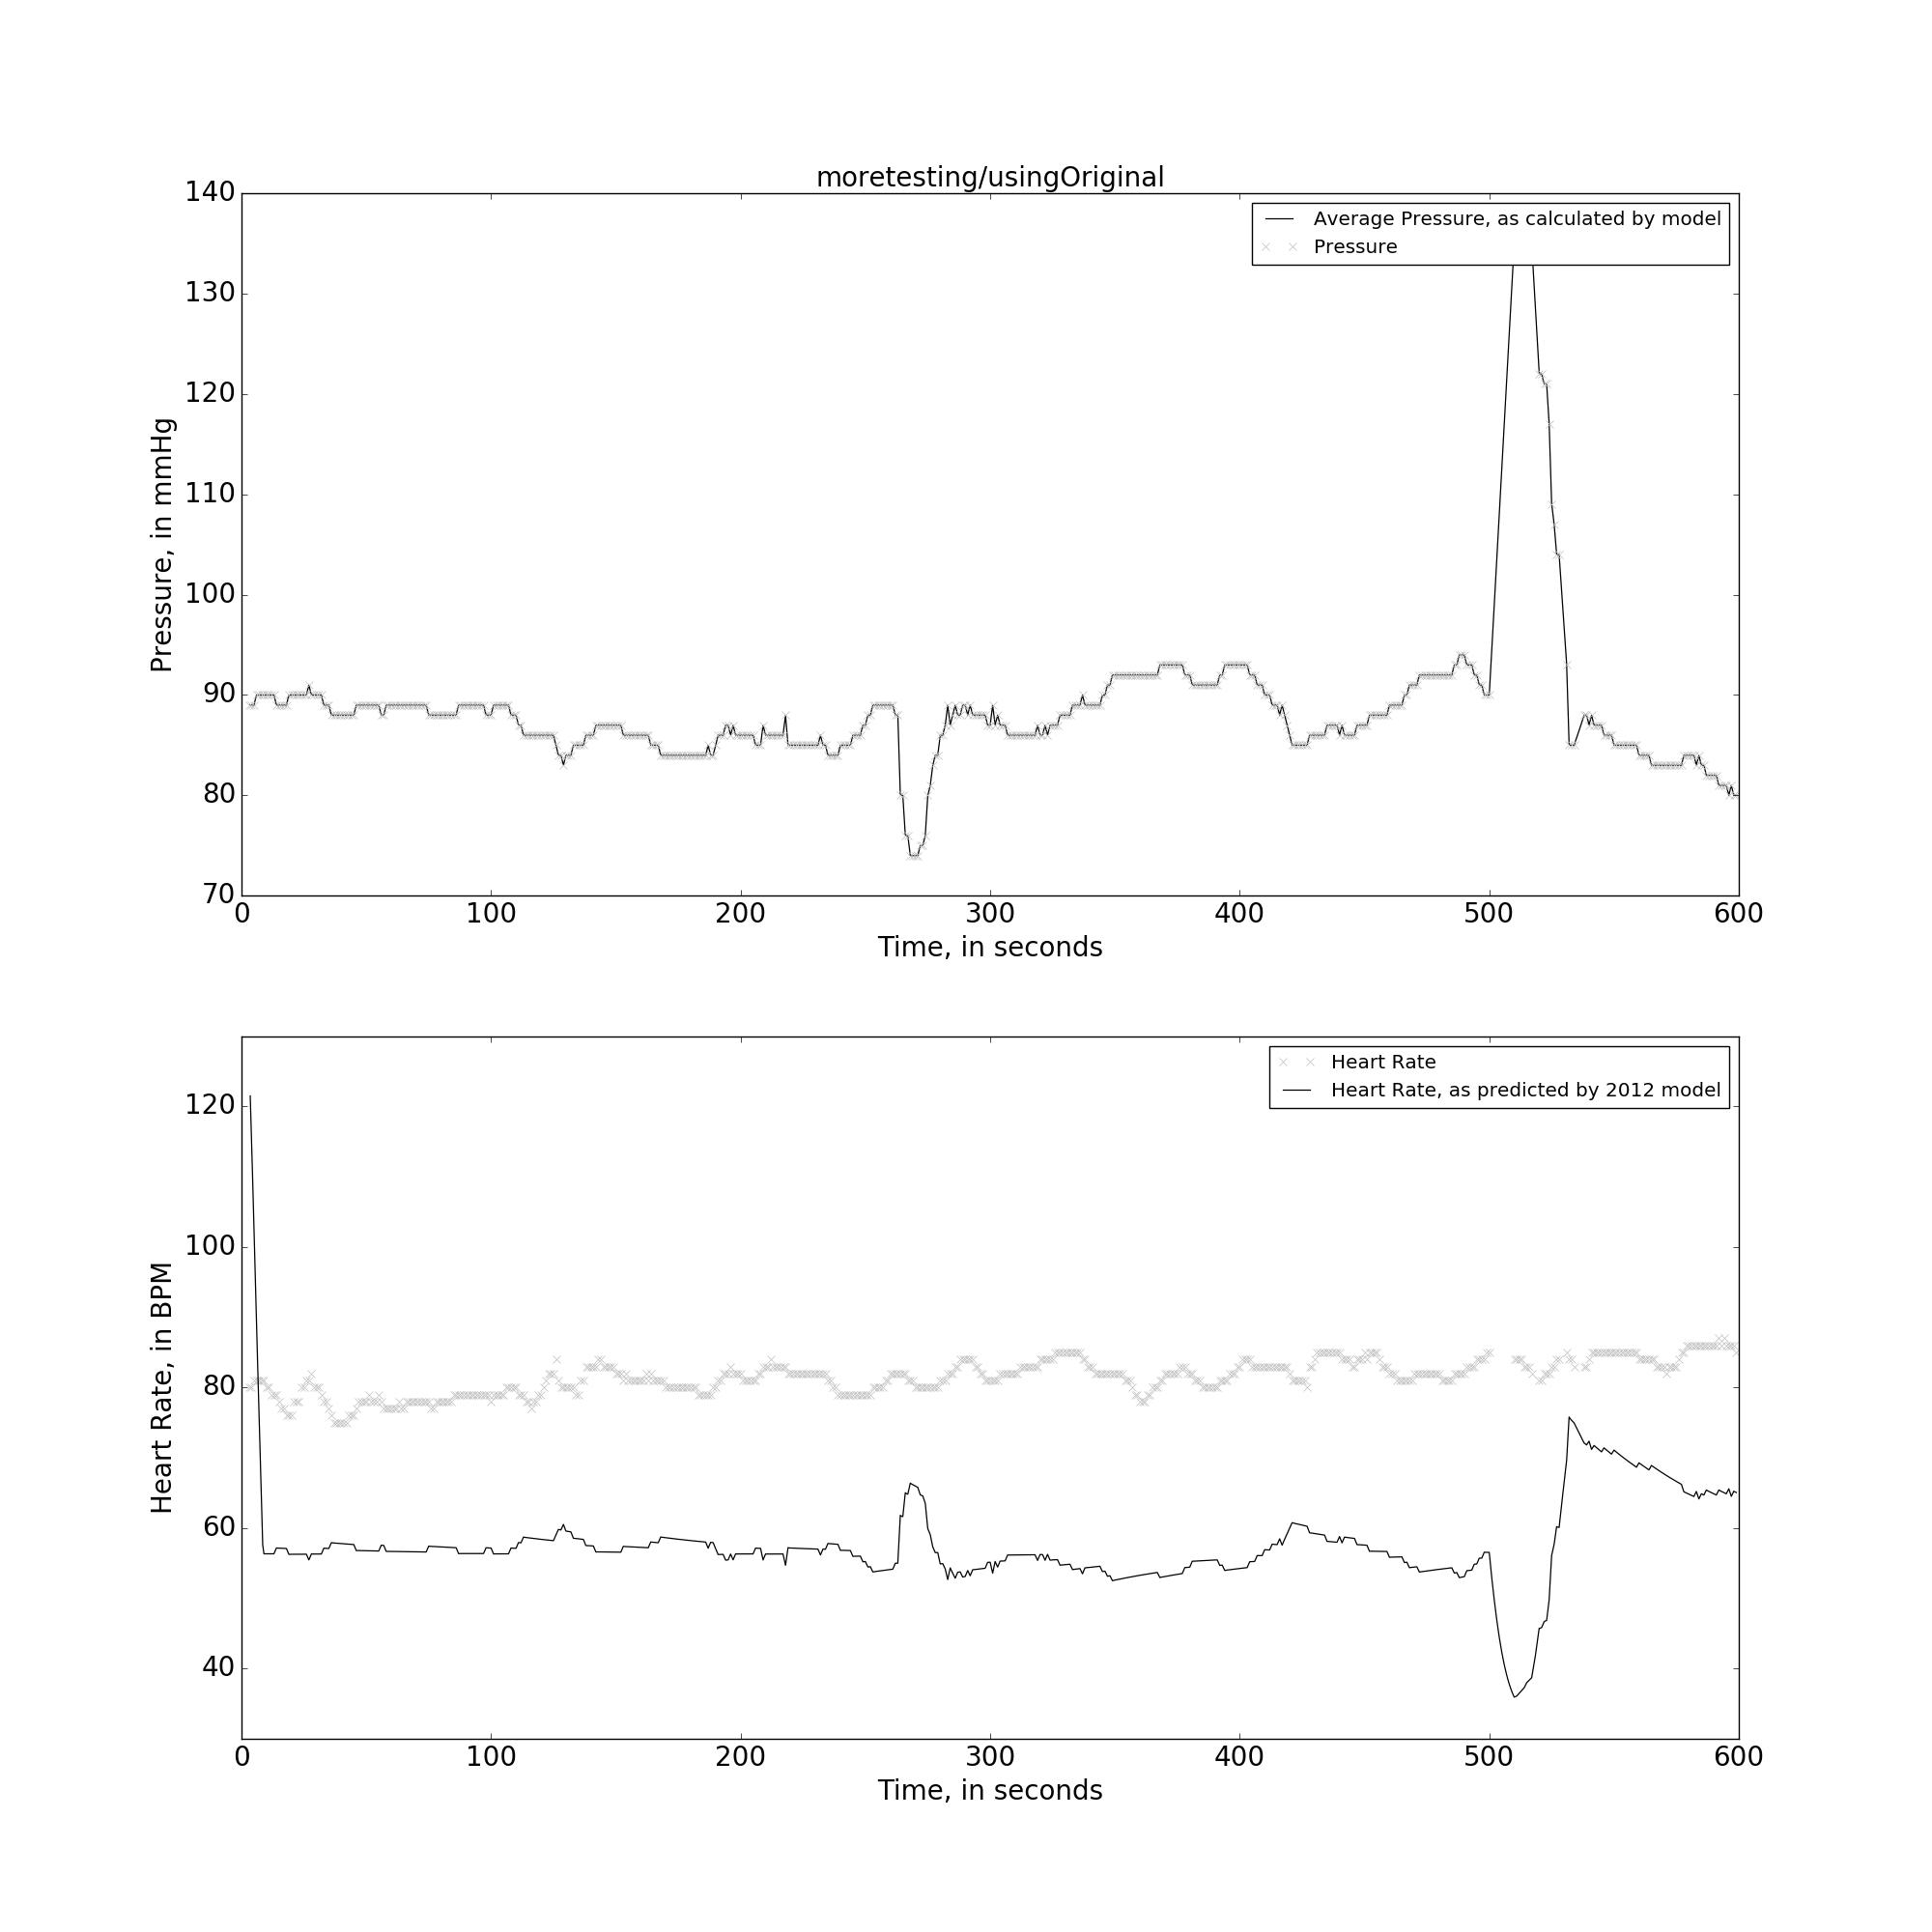 moretesting/usingOriginal
140
130
120
110
100
90
80
70
Pressure, in mmHg
Average Pressure, as calculated by model
Pressure
0 100 200 300 400 500 600
Time, in seconds
120
100
80
60
40
Heart Rate, in BPM
Heart Rate
Heart Rate, as predicted by 2012 model
0 100 200 300 400 500 600
Time, in seconds